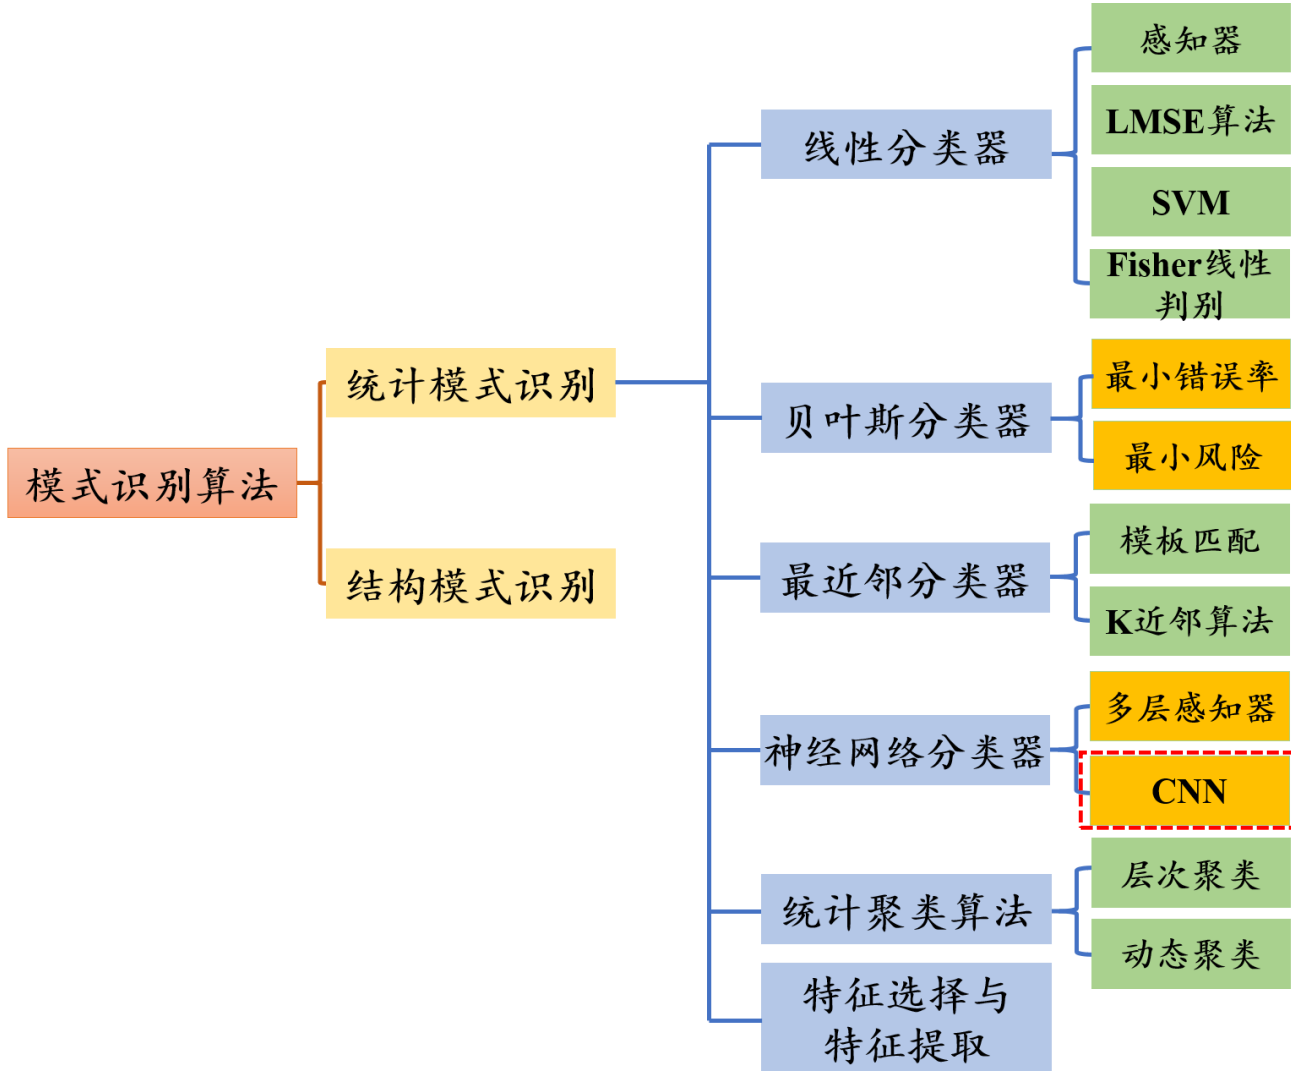 感知器
LMSE算法
线性分类器
SVM
Fisher线性
判别
统计模式识别
最小错误率
贝叶斯分类器
最小风险
模式识别算法
模板匹配
结构模式识别
最近邻分类器
K近邻算法
多层感知器
神经网络分类器
CNN
层次聚类
统计聚类算法
动态聚类
特征选择与
特征提取